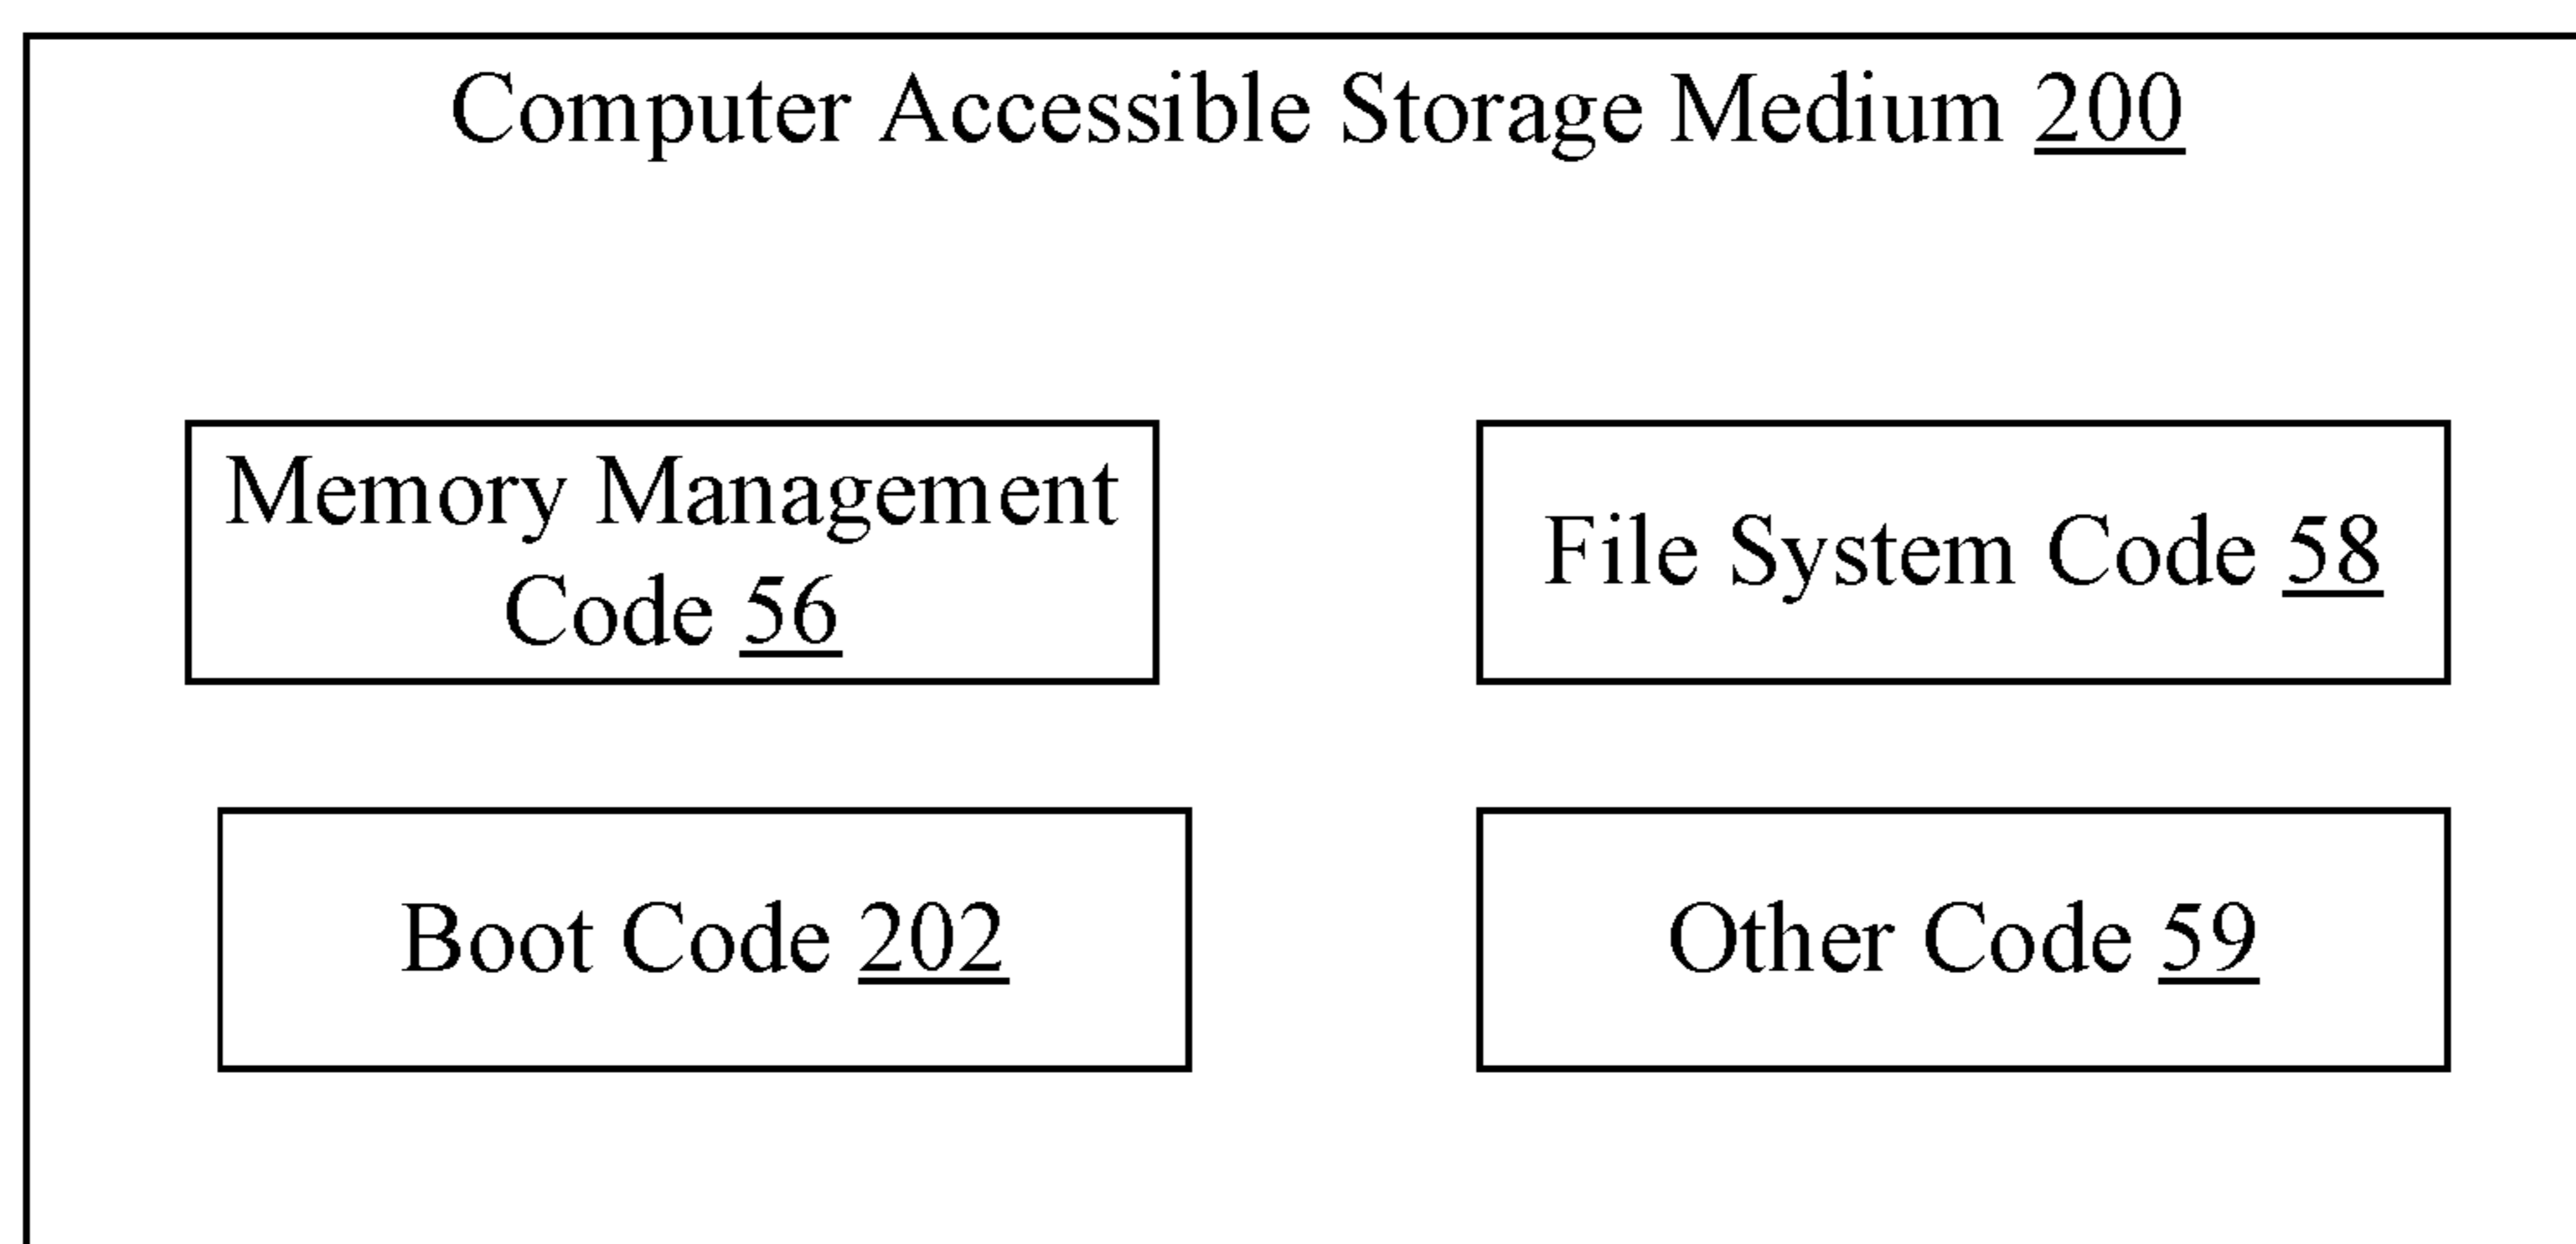 Computer Accessible Storage Medium 200
Memory Management
Code 56
File System Code 58
Boot Code 202
Other Code 59